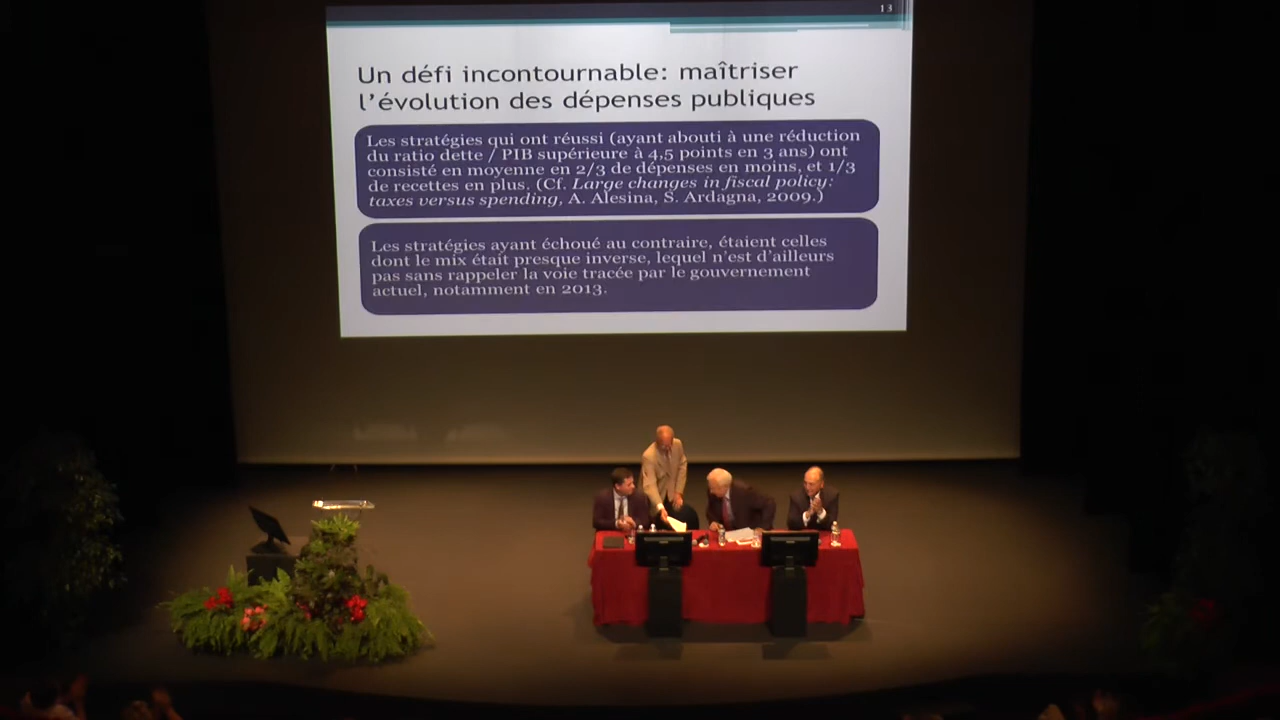 13
Un défi incontournable: maîtriser
l'évolution des dépenses publiques
Les stratégies qui ont réussi (ayant abouti à une réduction
du ratio dette / PIB supérieure à 4,5 points en 3 ans) ont
consisté en moyenne en 2/3 de dépenses en moins, et 1/3
de recettes en plus. (Cf. Large changes in fiscal policy:
taxes versus spending, A. Alesina, S. Ardagna, 2009.)
Les stratégies ayant échoué au contraire, étaient celles
dont le mix était presque inverse, lequel n'est d'ailleurs
pas sans rappeler la voie tracée par le gouvernement
actuel, notamment en 2013.